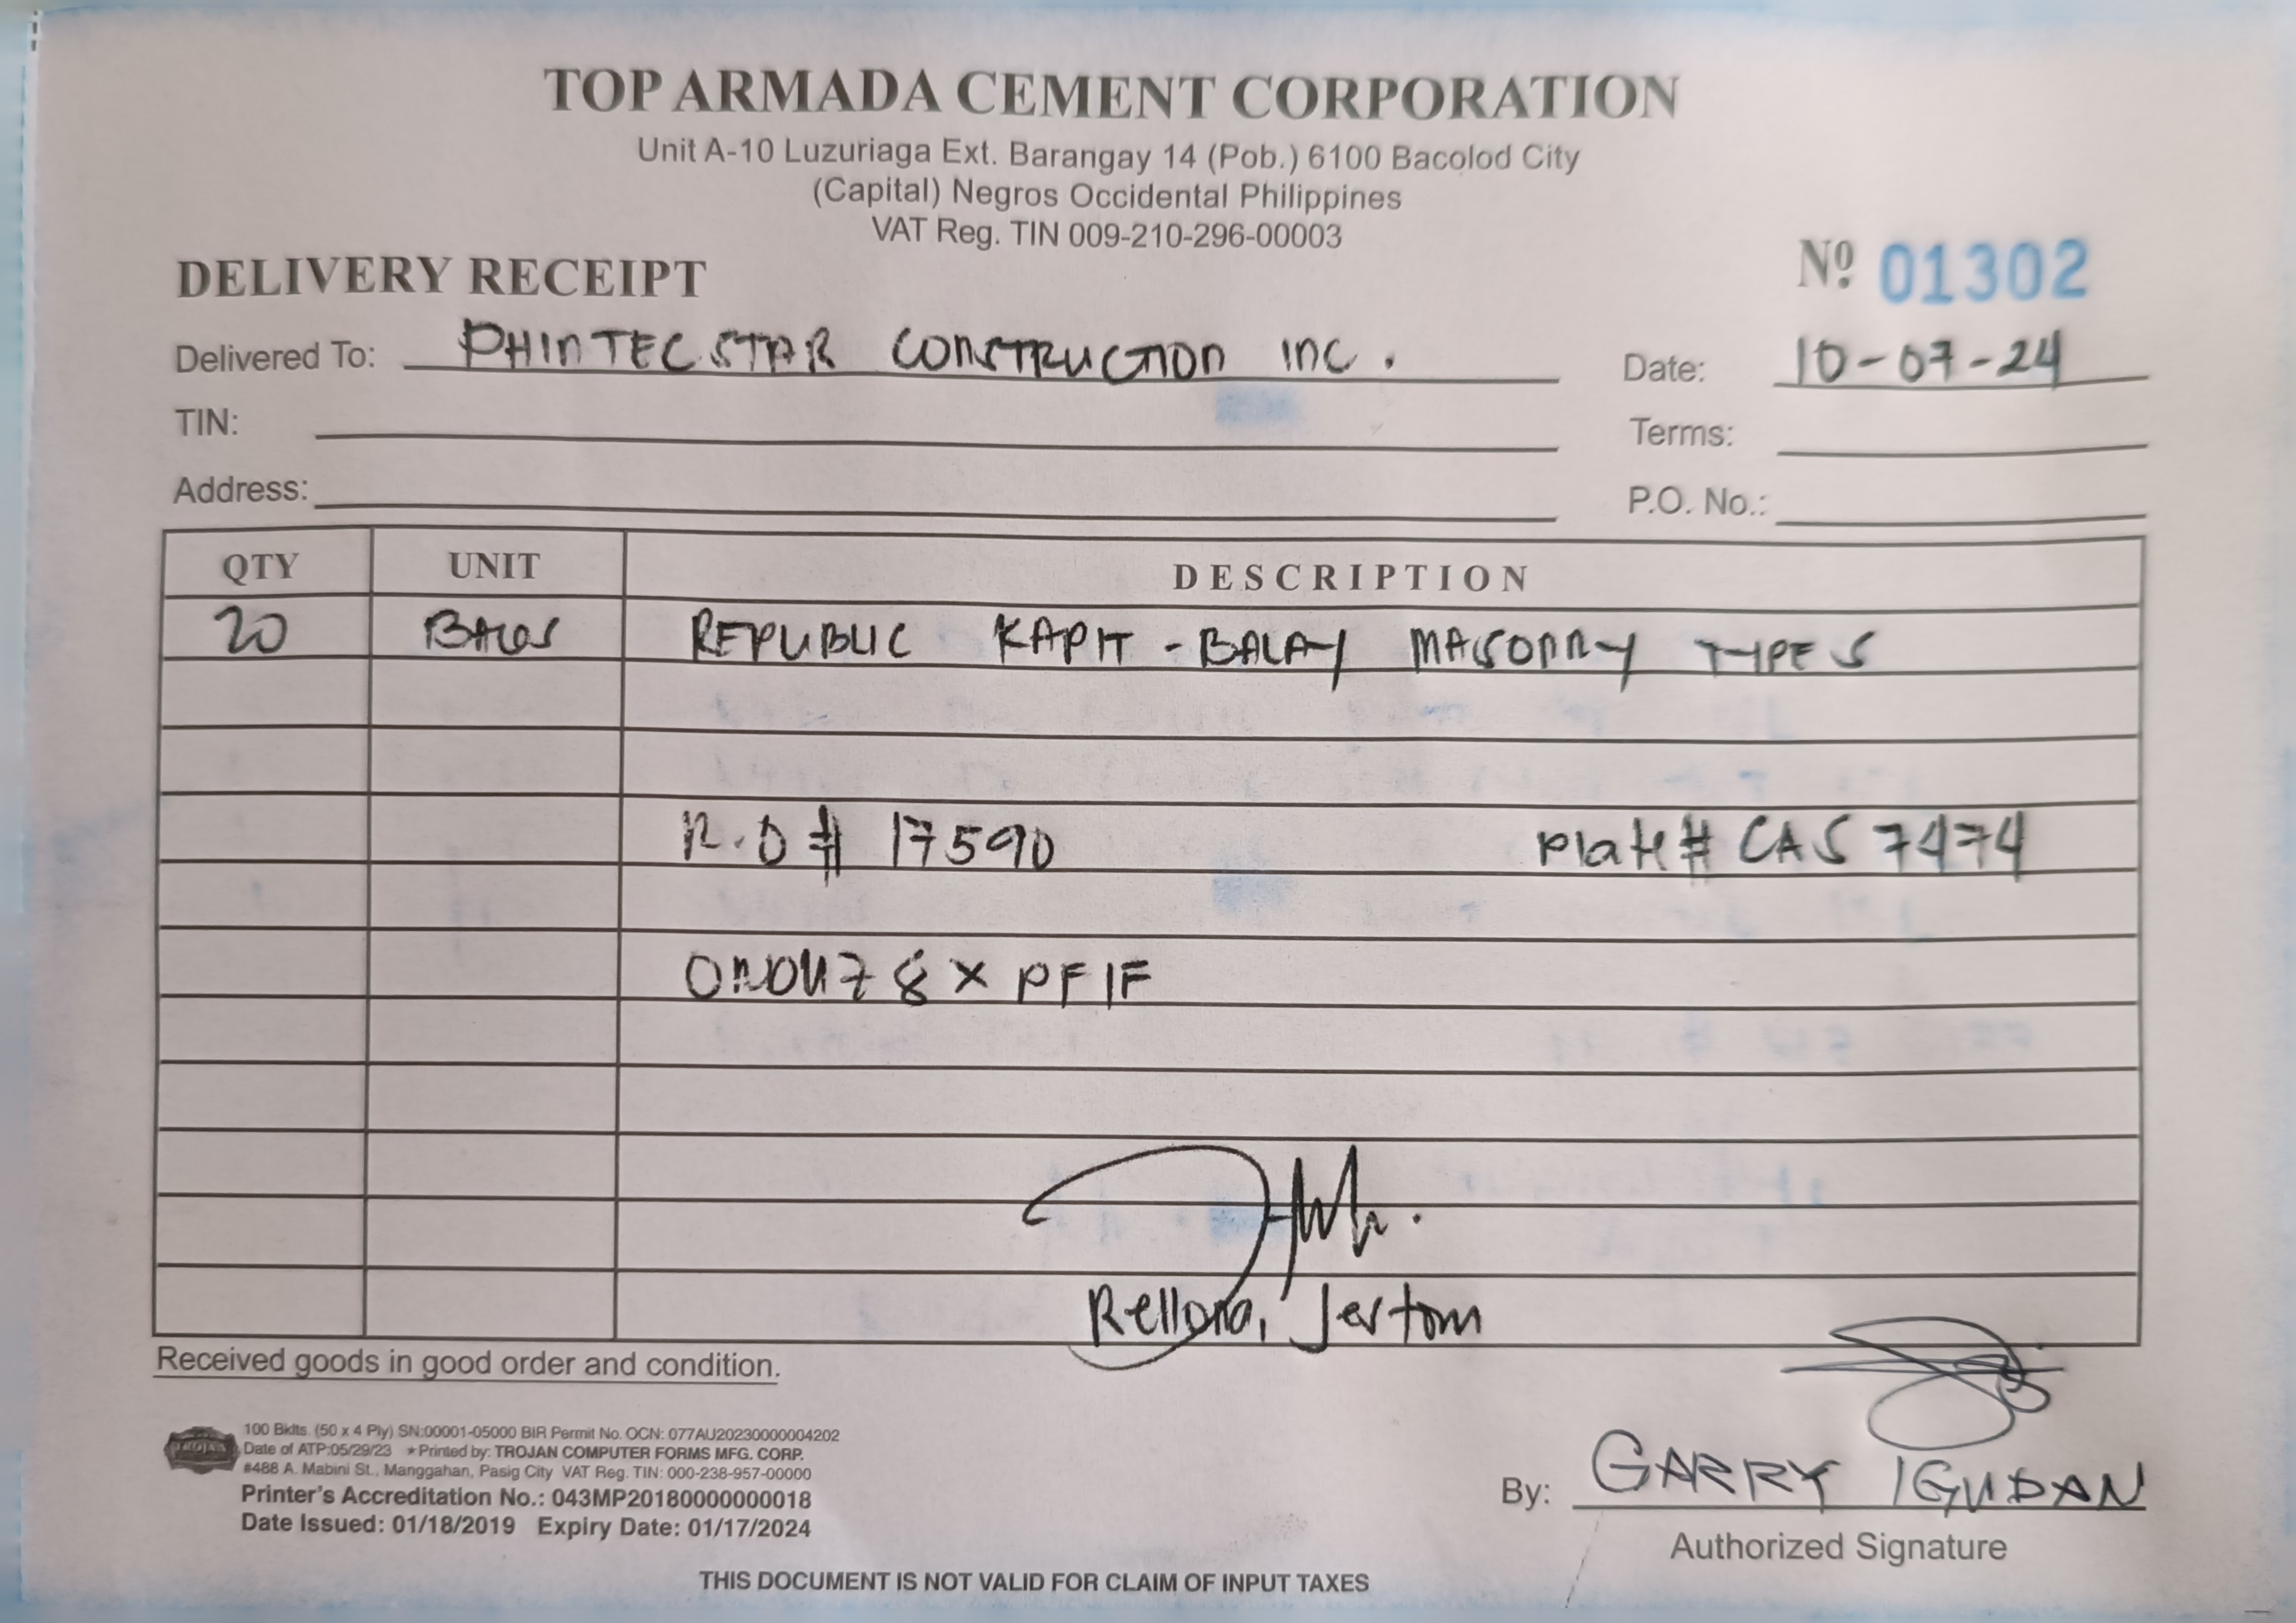 TOP ARMADA CEMENT CORPORATION
Unit A-10 Luzuriaga Ext. Barangay 14 (Pob.) 6100 Bacolod City
(Capital) Negros Occidental Philippines
VAT Reg. TIN 009-210-296-00003
DELIVERY RECEIPT Nº 01302
Delivered To: PHINTECSTAR CONSTRUCTION INC. Date: 10-07-24
TIN: Terms:
Address: P.O. No.:
QTY UNIT DESCRIPTION
20 BAGS REPUBLIC KAPIT-BALAY MASONRY TYPE S
R.O # 17590 Plate # CAS 7474
8 X PF IF
Rellora, Jertom
Received goods in good order and condition.
TROJAN
100 Bklts. (50 x 4 Ply) SN:00001-05000 BIR Permit No. OCN: 077AU20230000004202
Date of ATP:05/29/23 ★Printed by: TROJAN COMPUTER FORMS MFG. CORP.
#488 A. Mabini St., Manggahan, Pasig City VAT Reg. TIN: 000-238-957-00000
Printer's Accreditation No.: 043MP20180000000018
Date Issued: 01/18/2019 Expiry Date: 01/17/2024
By: GARRY IGUDAN
Authorized Signature
THIS DOCUMENT IS NOT VALID FOR CLAIM OF INPUT TAXES